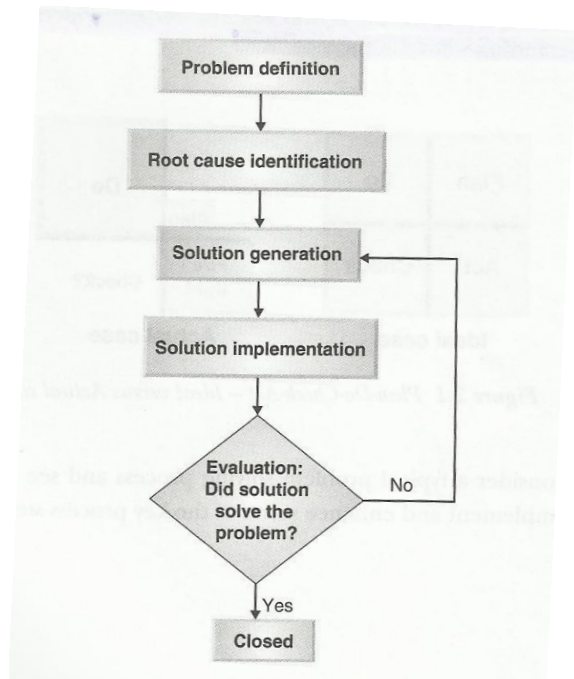 Problem definition
Root cause identification
Solution generation
Solution implementation
Evaluation:
Did solution
solve the
problem?
No
Yes
Closed